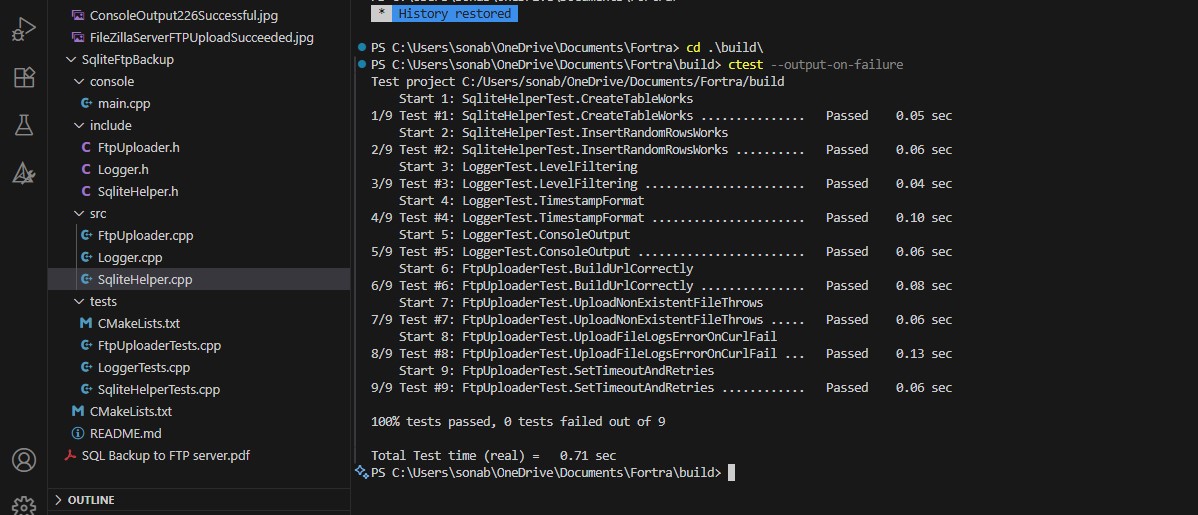 ConsoleOutput226Successful.jpg
FileZillaServerFTPUploadSucceeded.jpg
SqliteFtpBackup
console
main.cpp
include
FtpUploader.h
Logger.h
SqliteHelper.h
src
FtpUploader.cpp
Logger.cpp
SqliteHelper.cpp
tests
CMakeLists.txt
FtpUploaderTests.cpp
LoggerTests.cpp
SqliteHelperTests.cpp
CMakeLists.txt
README.md
SQL Backup to FTP server.pdf
OUTLINE
* History restored
PS C:\Users\sonab\OneDrive\Documents\Fortra> cd .\build\
PS C:\Users\sonab\OneDrive\Documents\Fortra\build> ctest --output-on-failure
Test project C:/Users/sonab/OneDrive/Documents/Fortra/build
Start 1: SqliteHelperTest.CreateTableWorks
1/9 Test #1: SqliteHelperTest.CreateTableWorks ............... Passed 0.05 sec
Start 2: SqliteHelperTest.InsertRandomRowsWorks
2/9 Test #2: SqliteHelperTest.InsertRandomRowsWorks .......... Passed 0.06 sec
Start 3: LoggerTest.LevelFiltering
3/9 Test #3: LoggerTest.LevelFiltering ....................... Passed 0.04 sec
Start 4: LoggerTest.TimestampFormat
4/9 Test #4: LoggerTest.TimestampFormat ...................... Passed 0.10 sec
Start 5: LoggerTest.ConsoleOutput
5/9 Test #5: LoggerTest.ConsoleOutput ........................ Passed 0.06 sec
Start 6: FtpUploaderTest.BuildUrlCorrectly
6/9 Test #6: FtpUploaderTest.BuildUrlCorrectly ............... Passed 0.08 sec
Start 7: FtpUploaderTest.UploadNonExistentFileThrows
7/9 Test #7: FtpUploaderTest.UploadNonExistentFileThrows ..... Passed 0.06 sec
Start 8: FtpUploaderTest.UploadFileLogsErrorOnCurlFail
8/9 Test #8: FtpUploaderTest.UploadFileLogsErrorOnCurlFail ... Passed 0.13 sec
Start 9: FtpUploaderTest.SetTimeoutAndRetries
9/9 Test #9: FtpUploaderTest.SetTimeoutAndRetries ............ Passed 0.06 sec
100% tests passed, 0 tests failed out of 9
Total Test time (real) = 0.71 sec
PS C:\Users\sonab\OneDrive\Documents\Fortra\build>